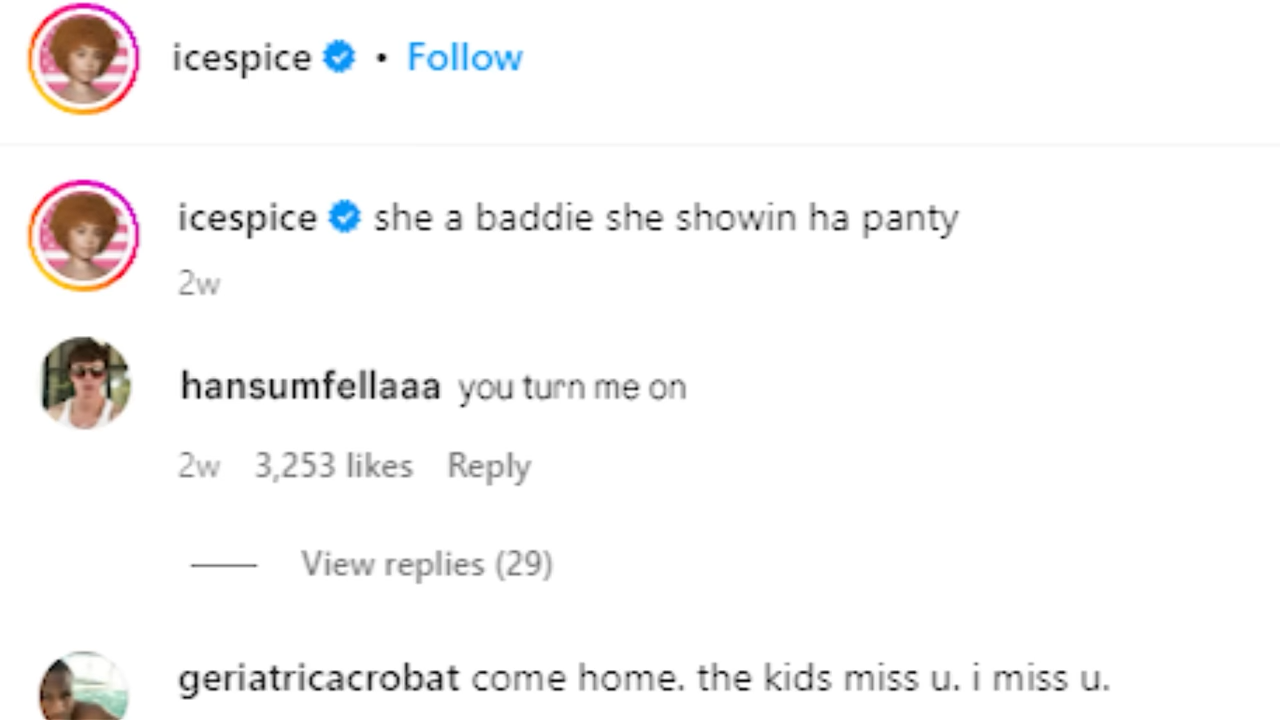 icespice • Follow
icespice she a baddie she showin ha panty
2w
hansumfellaaa you turn me on
2w 3,253 likes Reply
View replies (29)
geriatricacrobat come home. the kids miss u. i miss u.